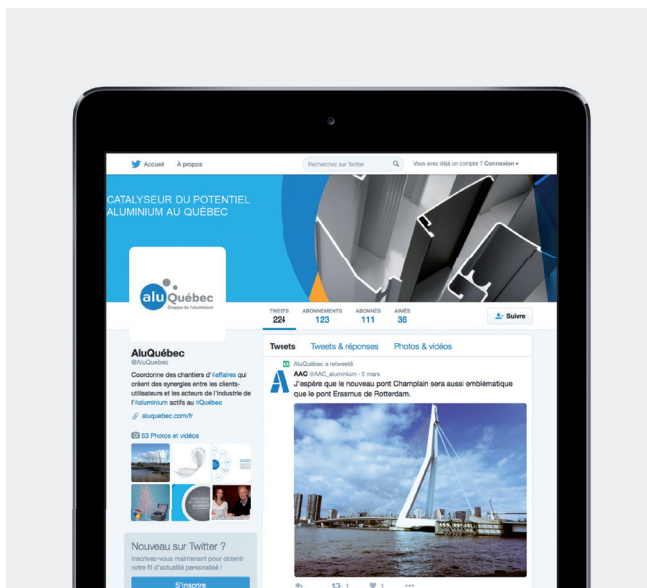 Accueil À propos
Recherchez sur Twitter
Vous avez déjà un compte ? Connexion
CATALYSEUR DU POTENTIEL
ALUMINIUM AU QUÉBEC
alu Québec
Grappe de l'aluminium
TWEETS ABONNEMENTS ABONNÉS AIMÉS
224 123 111 36
Suivre
Tweets Tweets & réponses Photos & vidéos
AluQuébec
@AluQuebec
Coordonne des chantiers d'#affaires qui
créent des synergies entre les clients-
utilisateurs et les acteurs de l'industrie de
l'#aluminium actifs au #Québec
aluquebec.com/fr
53 Photos et vidéos
Nouveau sur Twitter ?
Inscrivez-vous maintenant pour obtenir
votre fil d'actualité personalisé !
S'inscrire
AluQuébec a retweeté
AAC @AAC_aluminium · 5 mars
J'espère que le nouveau pont Champlain sera aussi emblématique
que le pont Erasmus de Rotterdam.
1 1